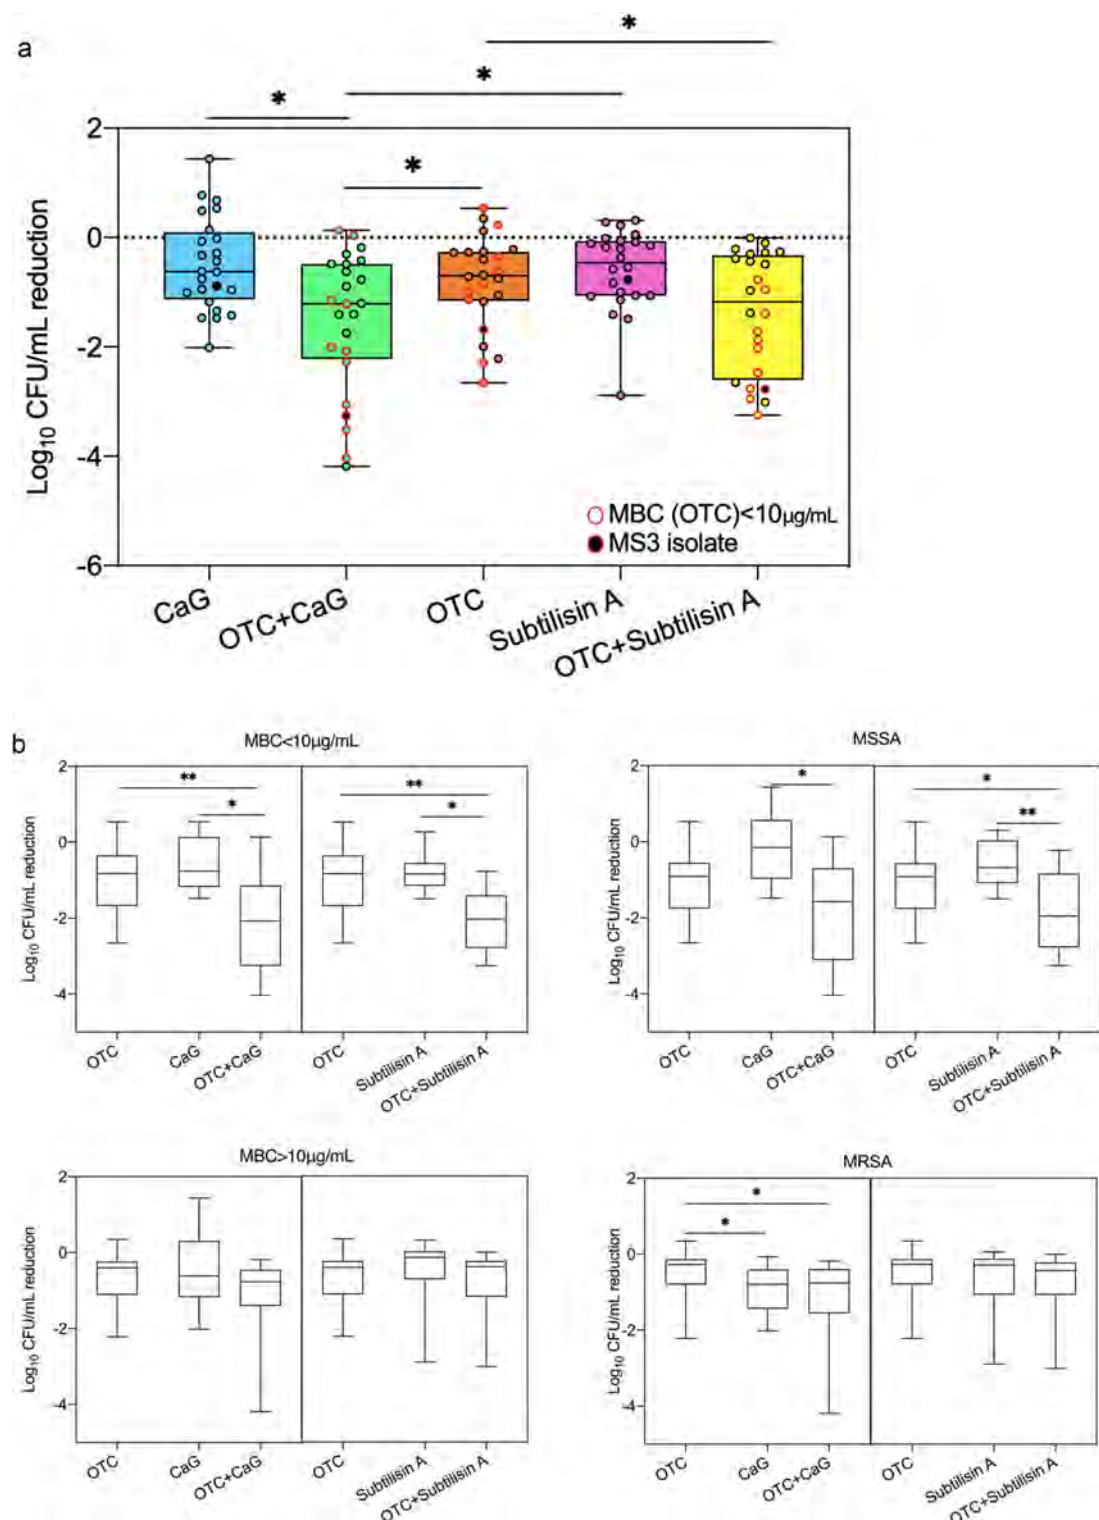 a
*
*
*
*
2
0
-2
-4
-6
Log10 CFU/mL reduction
MBC (OTC)<10µg/mL
MS3 isolate
CaG
OTC+CaG
OTC
Subtilisin A
OTC+Subtilisin A
b
MBC<10µg/mL
2
0
-2
-4
Log10 CFU/mL reduction
**
*
**
*
OTC
CaG
OTC+CaG
OTC
Subtilisin A
OTC+Subtilisin A
MSSA
2
0
-2
-4
Log10 CFU/mL reduction
*
*
**
OTC
CaG
OTC+CaG
OTC
Subtilisin A
OTC+Subtilisin A
MBC>10µg/mL
2
0
-2
-4
Log10 CFU/mL reduction
OTC
CaG
OTC+CaG
OTC
Subtilisin A
OTC+Subtilisin A
MRSA
2
0
-2
-4
Log10 CFU/mL reduction
*
*
OTC
CaG
OTC+CaG
OTC
Subtilisin A
OTC+Subtilisin A